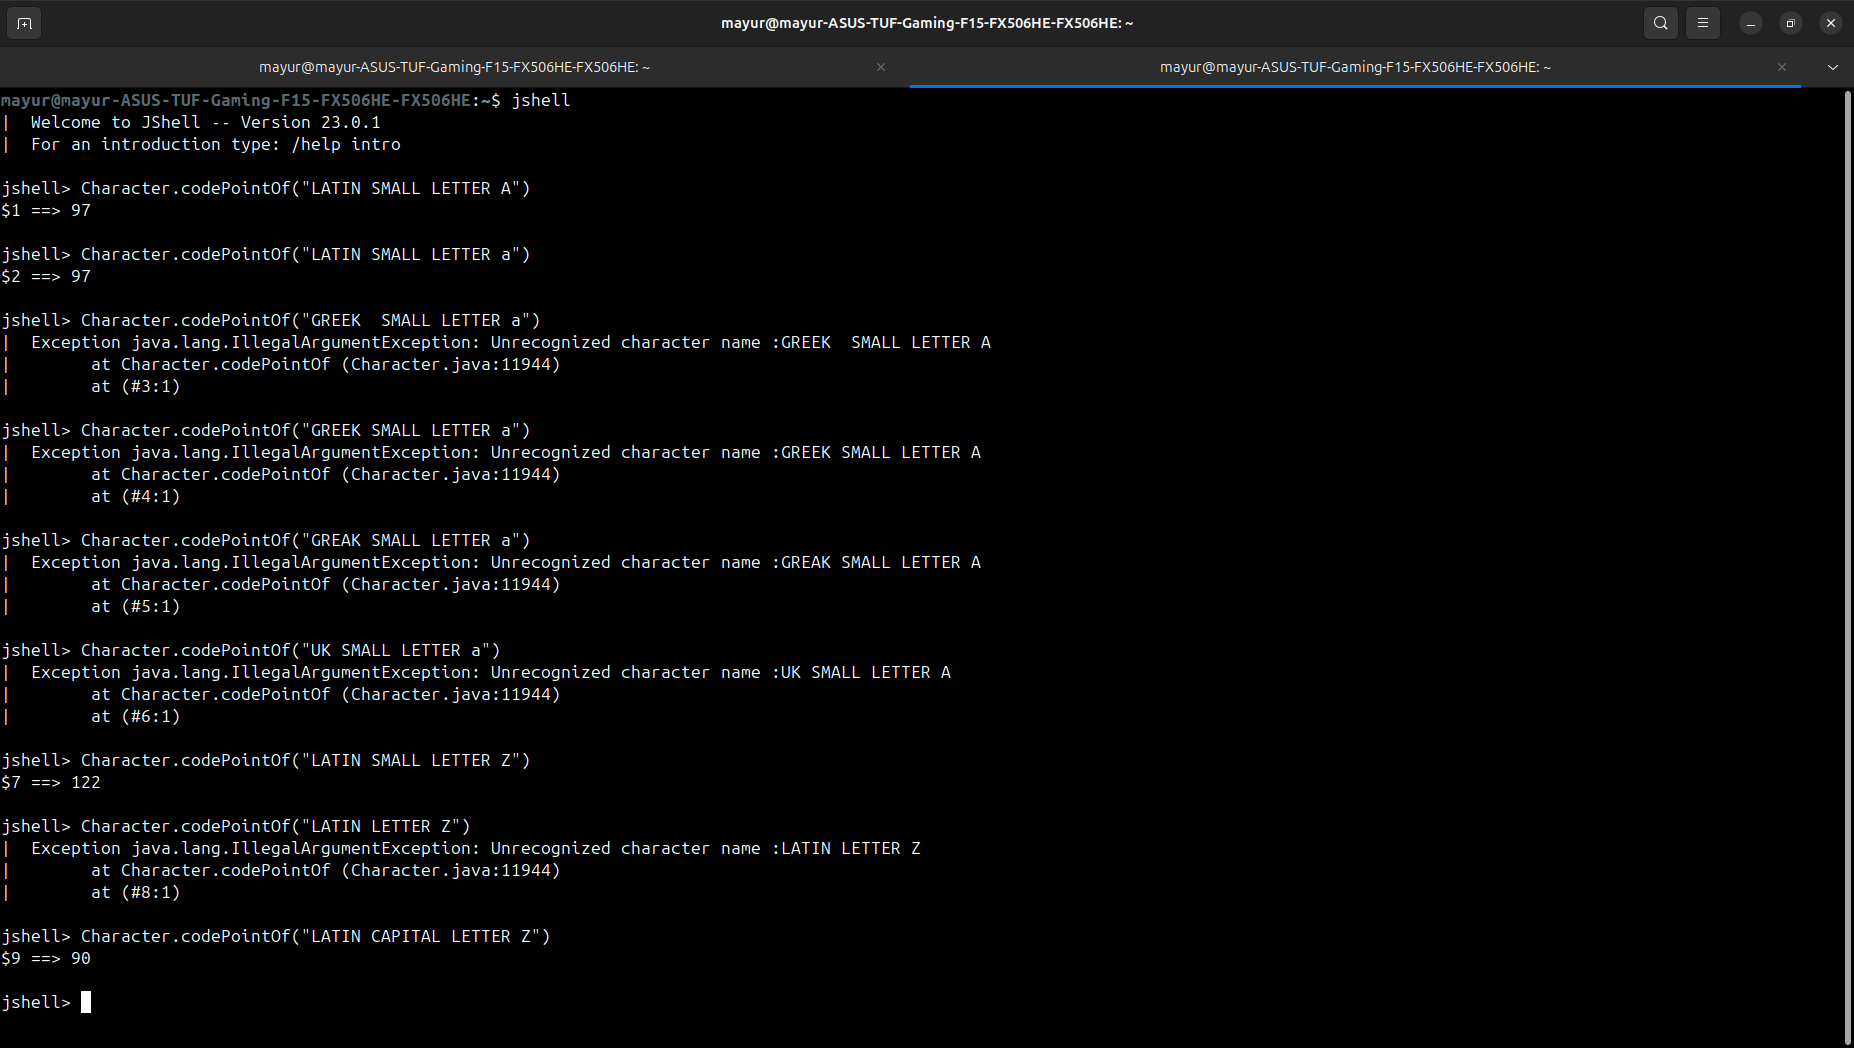 mayur@mayur-ASUS-TUF-Gaming-F15-FX506HE-FX506HE: ~
mayur@mayur-ASUS-TUF-Gaming-F15-FX506HE-FX506HE: ~
mayur@mayur-ASUS-TUF-Gaming-F15-FX506HE-FX506HE: ~
mayur@mayur-ASUS-TUF-Gaming-F15-FX506HE-FX506HE:~$ jshell
|  Welcome to JShell -- Version 23.0.1
|  For an introduction type: /help intro
jshell> Character.codePointOf("LATIN SMALL LETTER A")
$1 ==> 97
jshell> Character.codePointOf("LATIN SMALL LETTER a")
$2 ==> 97
jshell> Character.codePointOf("GREEK  SMALL LETTER a")
|  Exception java.lang.IllegalArgumentException: Unrecognized character name :GREEK  SMALL LETTER A
|        at Character.codePointOf (Character.java:11944)
|        at (#3:1)
jshell> Character.codePointOf("GREEK SMALL LETTER a")
|  Exception java.lang.IllegalArgumentException: Unrecognized character name :GREEK SMALL LETTER A
|        at Character.codePointOf (Character.java:11944)
|        at (#4:1)
jshell> Character.codePointOf("GREAK SMALL LETTER a")
|  Exception java.lang.IllegalArgumentException: Unrecognized character name :GREAK SMALL LETTER A
|        at Character.codePointOf (Character.java:11944)
|        at (#5:1)
jshell> Character.codePointOf("UK SMALL LETTER a")
|  Exception java.lang.IllegalArgumentException: Unrecognized character name :UK SMALL LETTER A
|        at Character.codePointOf (Character.java:11944)
|        at (#6:1)
jshell> Character.codePointOf("LATIN SMALL LETTER Z")
$7 ==> 122
jshell> Character.codePointOf("LATIN LETTER Z")
|  Exception java.lang.IllegalArgumentException: Unrecognized character name :LATIN LETTER Z
|        at Character.codePointOf (Character.java:11944)
|        at (#8:1)
jshell> Character.codePointOf("LATIN CAPITAL LETTER Z")
$9 ==> 90
jshell>